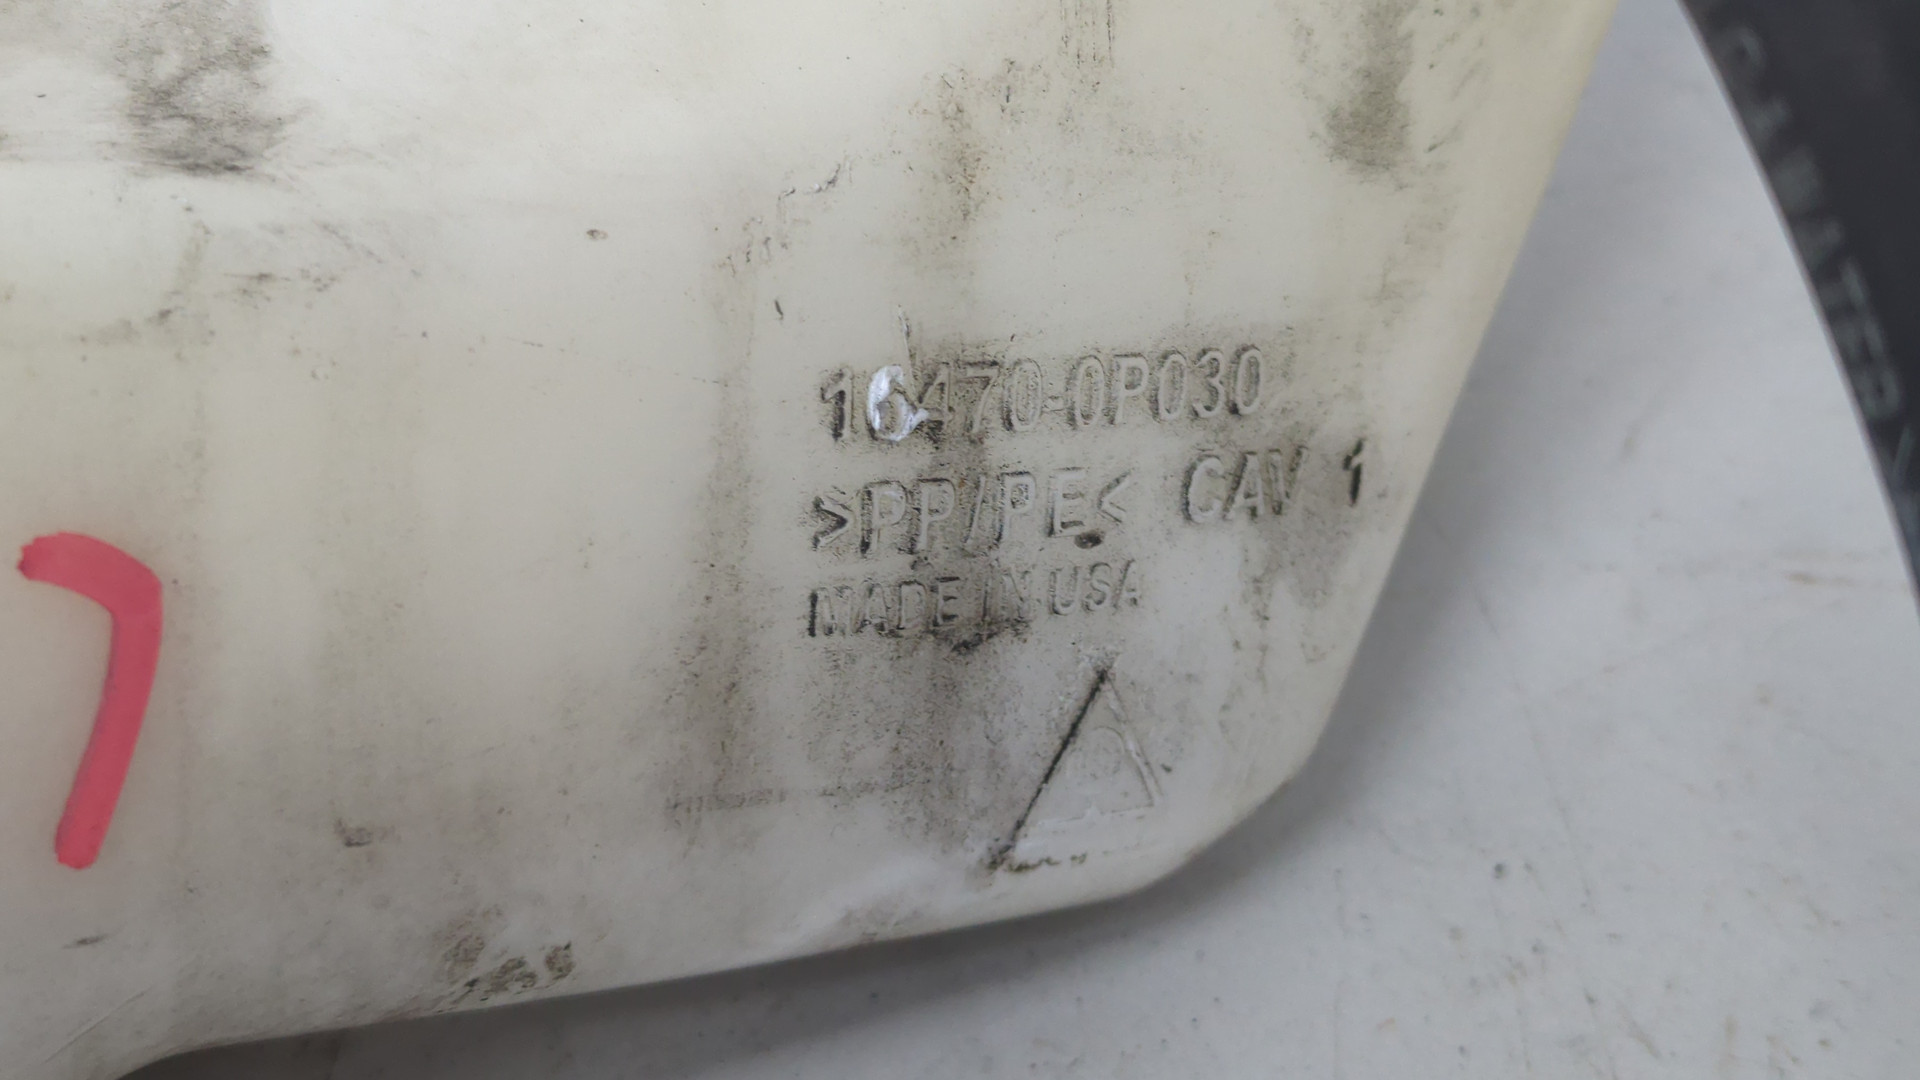 16470-0P030
>PP/PE< CAV 1
MADE IN USA